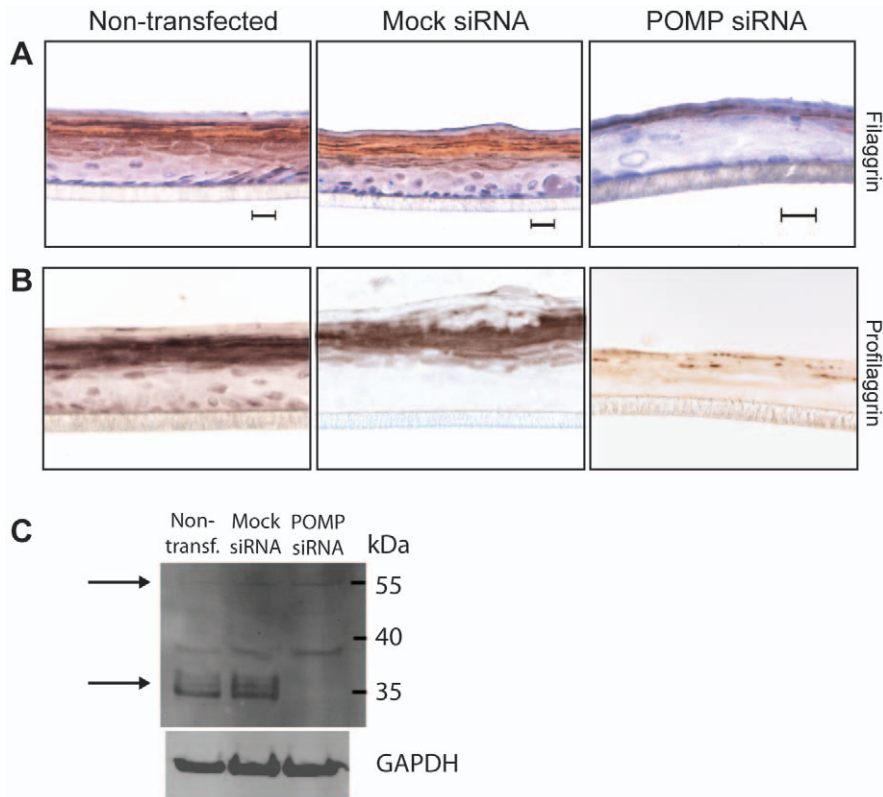 Non-transfected Mock siRNA POMP siRNA
A
Filaggrin
B
Profilaggrin
C
Non-
transf.
Mock
siRNA
POMP
siRNA
kDa
55
40
35
GAPDH